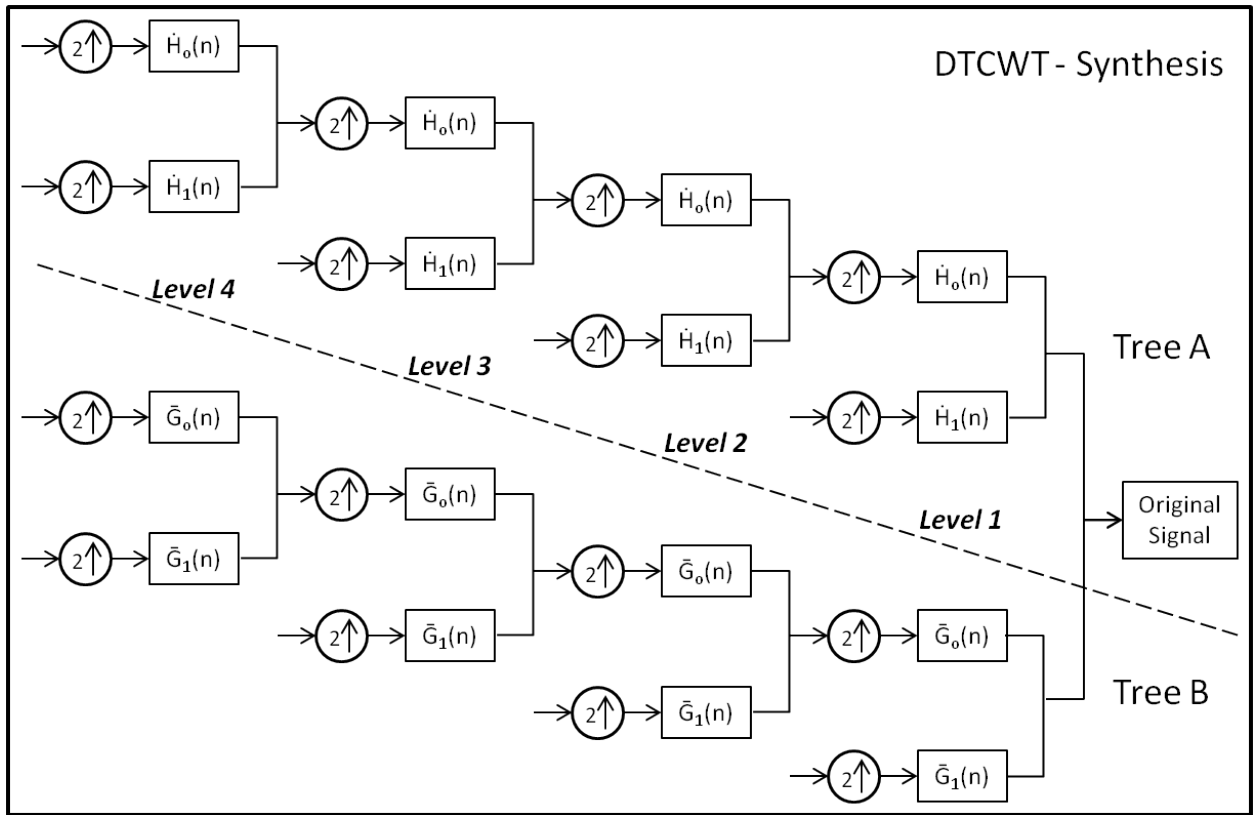 2↑ Ḣₒ(n)
DTCWT - Synthesis
2↑ Ḣₒ(n)
2↑ Ḣ₁(n)
2↑ Ḣₒ(n)
2↑ Ḣ₁(n)
2↑ Ḣₒ(n)
Level 4
2↑ Ḣ₁(n)
Tree A
Level 3
2↑ Ḡₒ(n)
2↑ Ḣ₁(n)
Level 2
2↑ Ḡₒ(n)
Level 1
Original
Signal
2↑ Ḡ₁(n)
2↑ Ḡₒ(n)
2↑ Ḡ₁(n)
2↑ Ḡₒ(n)
Tree B
2↑ Ḡ₁(n)
2↑ Ḡ₁(n)